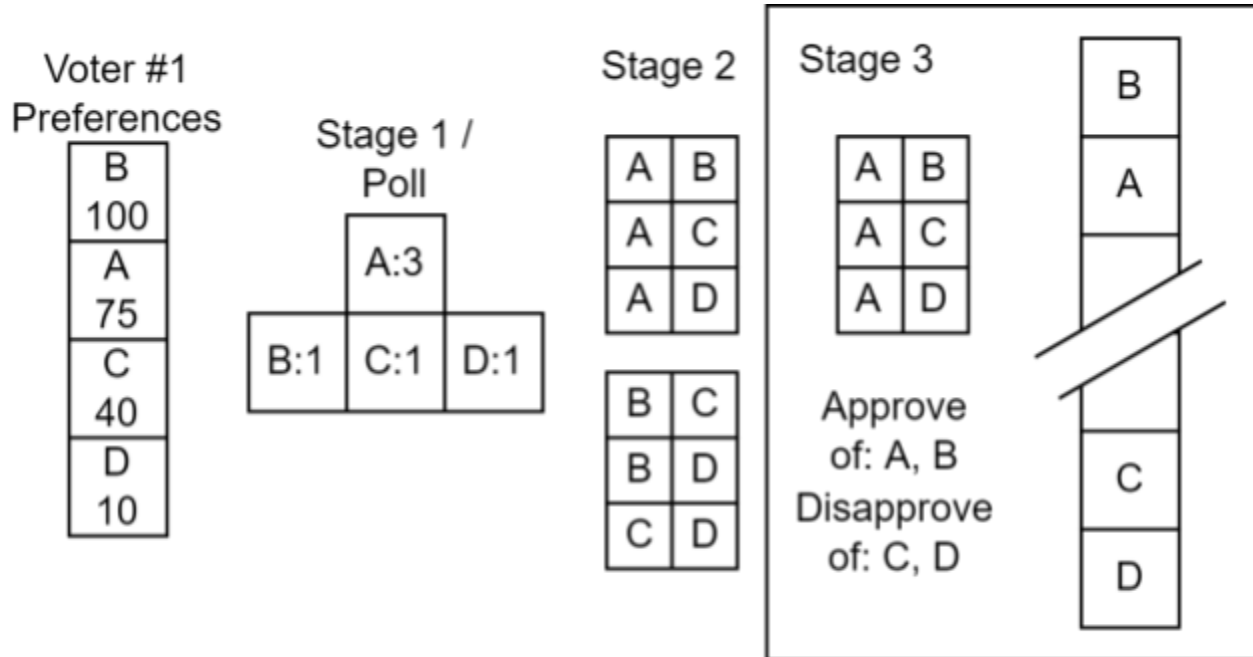 Voter #1
Preferences
B
100
A
75
C
40
D
10
Stage 1 /
Poll
A:3
B:1 C:1 D:1
Stage 2
A B
A C
A D
B C
B D
C D
Stage 3
A B
A C
A D
Approve
of: A, B
Disapprove
of: C, D
B
A
C
D